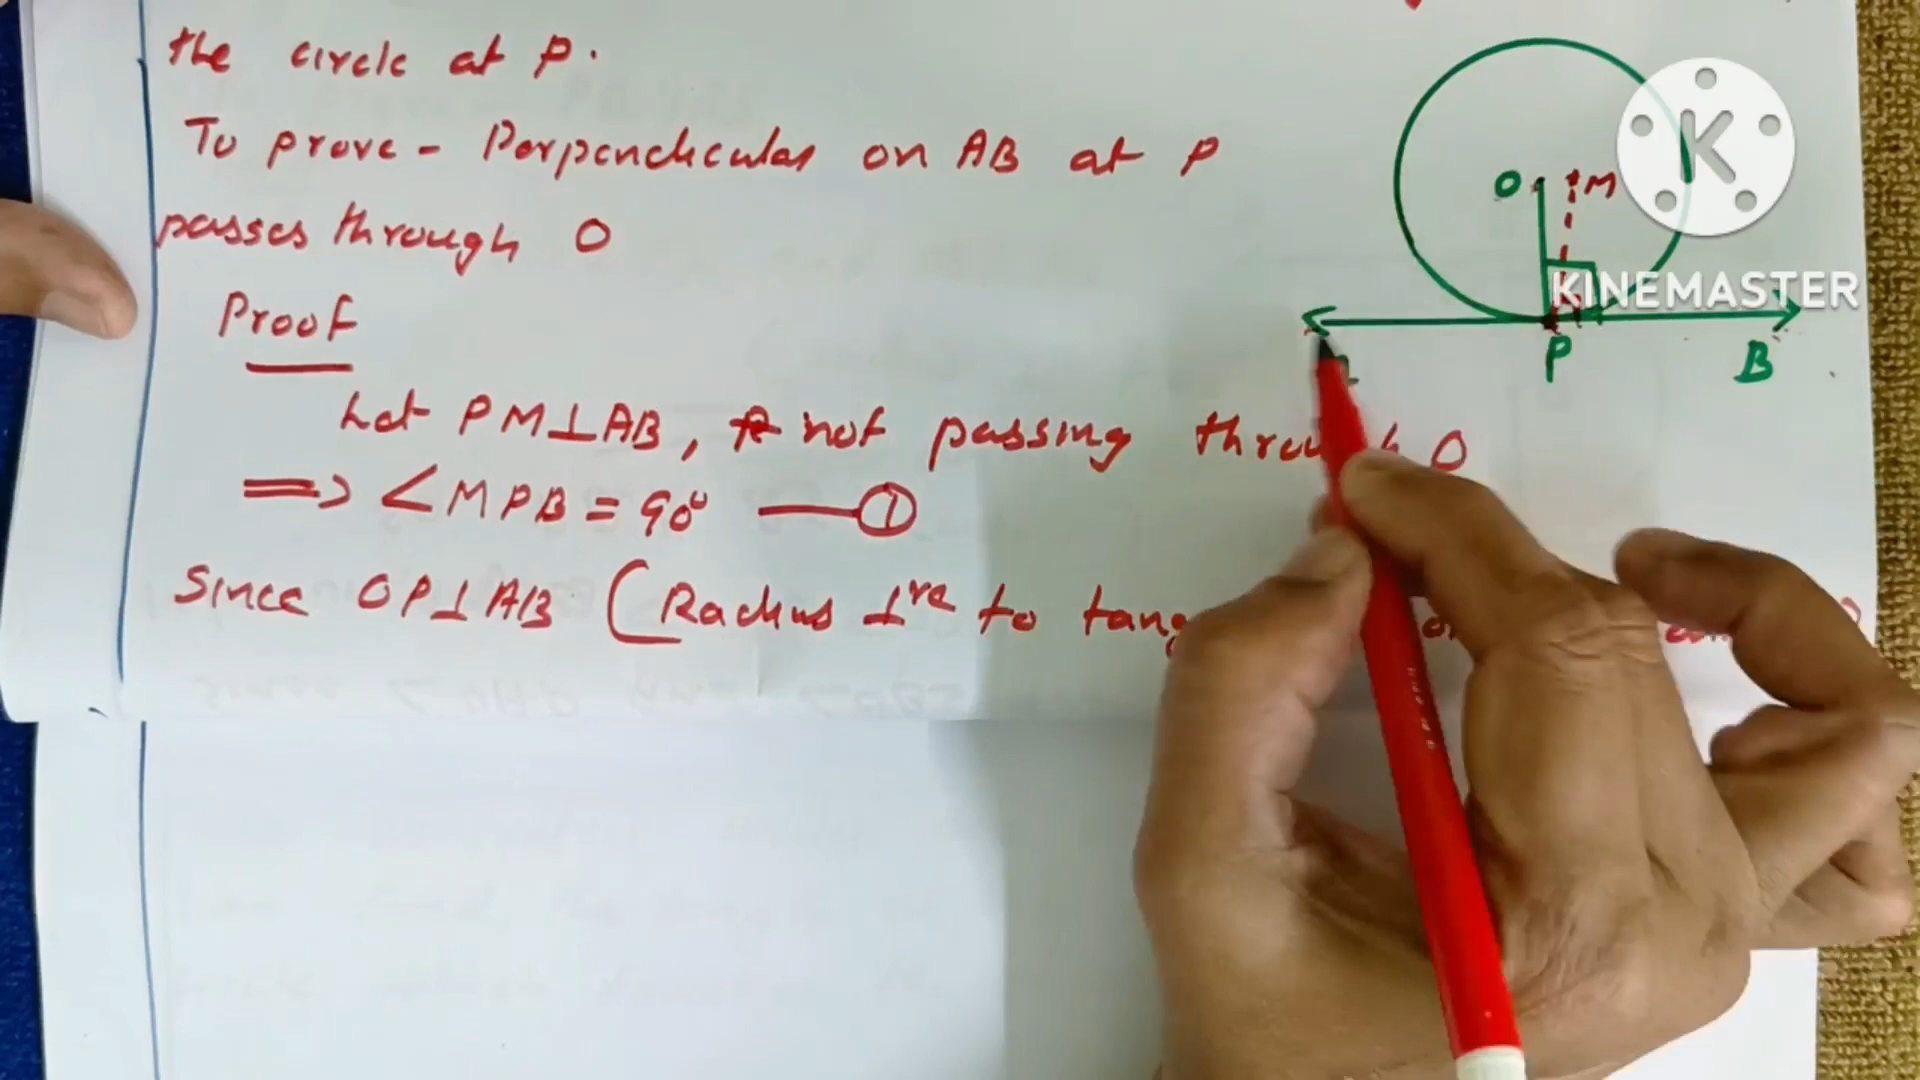 the circle at P.
To prove - Perpendicular on AB at P
passes through O
Proof
Let PM⊥AB, not passing through O
=> ∠MPB = 90° —①
Since OP⊥AB (Radius ⊥re to
O
M
P
B
K
KINEMASTER